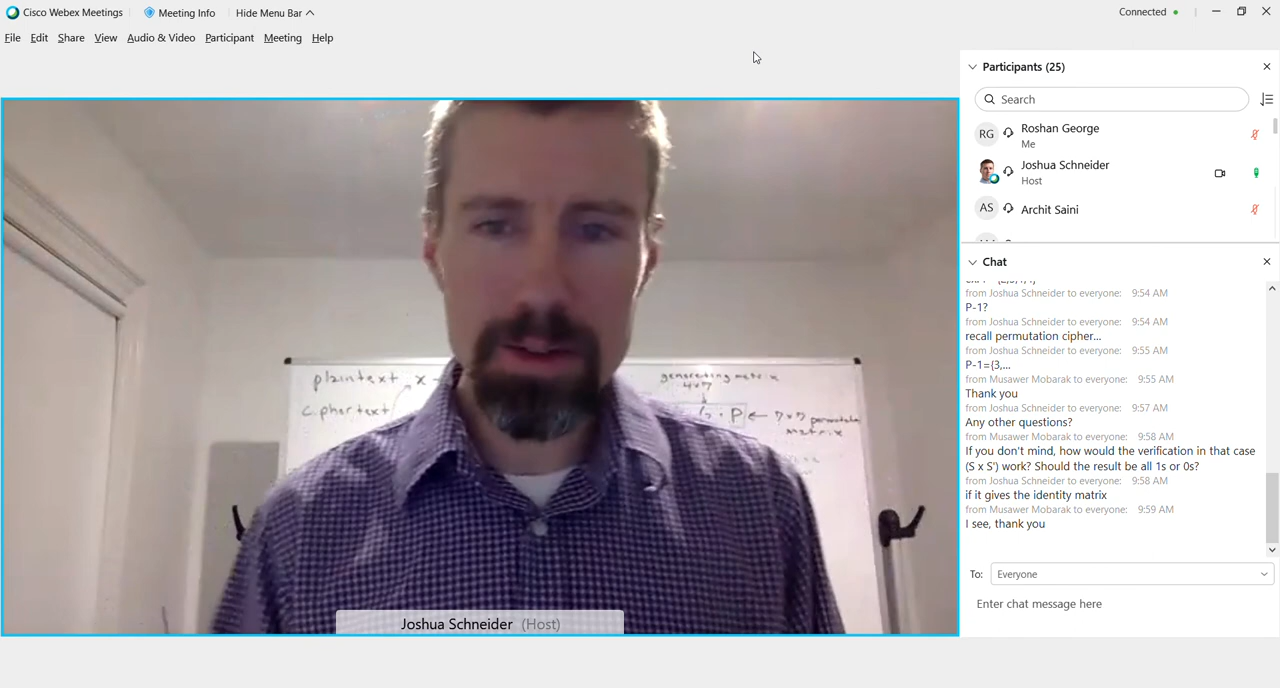 Cisco Webex Meetings Meeting Info Hide Menu Bar Connected
File Edit Share View Audio & Video Participant Meeting Help
Participants (25)
Search
RG Roshan George
Me
Joshua Schneider
Host
AS Archit Saini
Chat
from Joshua Schneider to everyone: 9:54 AM
P-1?
from Joshua Schneider to everyone: 9:54 AM
recall permutation cipher...
from Joshua Schneider to everyone: 9:55 AM
P-1={3,...
from Musawer Mobarak to everyone: 9:55 AM
Thank you
from Joshua Schneider to everyone: 9:57 AM
Any other questions?
from Musawer Mobarak to everyone: 9:58 AM
If you don't mind, how would the verification in that case
(S x S') work? Should the result be all 1s or 0s?
from Joshua Schneider to everyone: 9:58 AM
if it gives the identity matrix
from Musawer Mobarak to everyone: 9:59 AM
I see, thank you
To: Everyone
Enter chat message here
plaintext x
ciphertext
generating matrix
4x7
P ← 7x7 permutation
matrix
Joshua Schneider (Host)